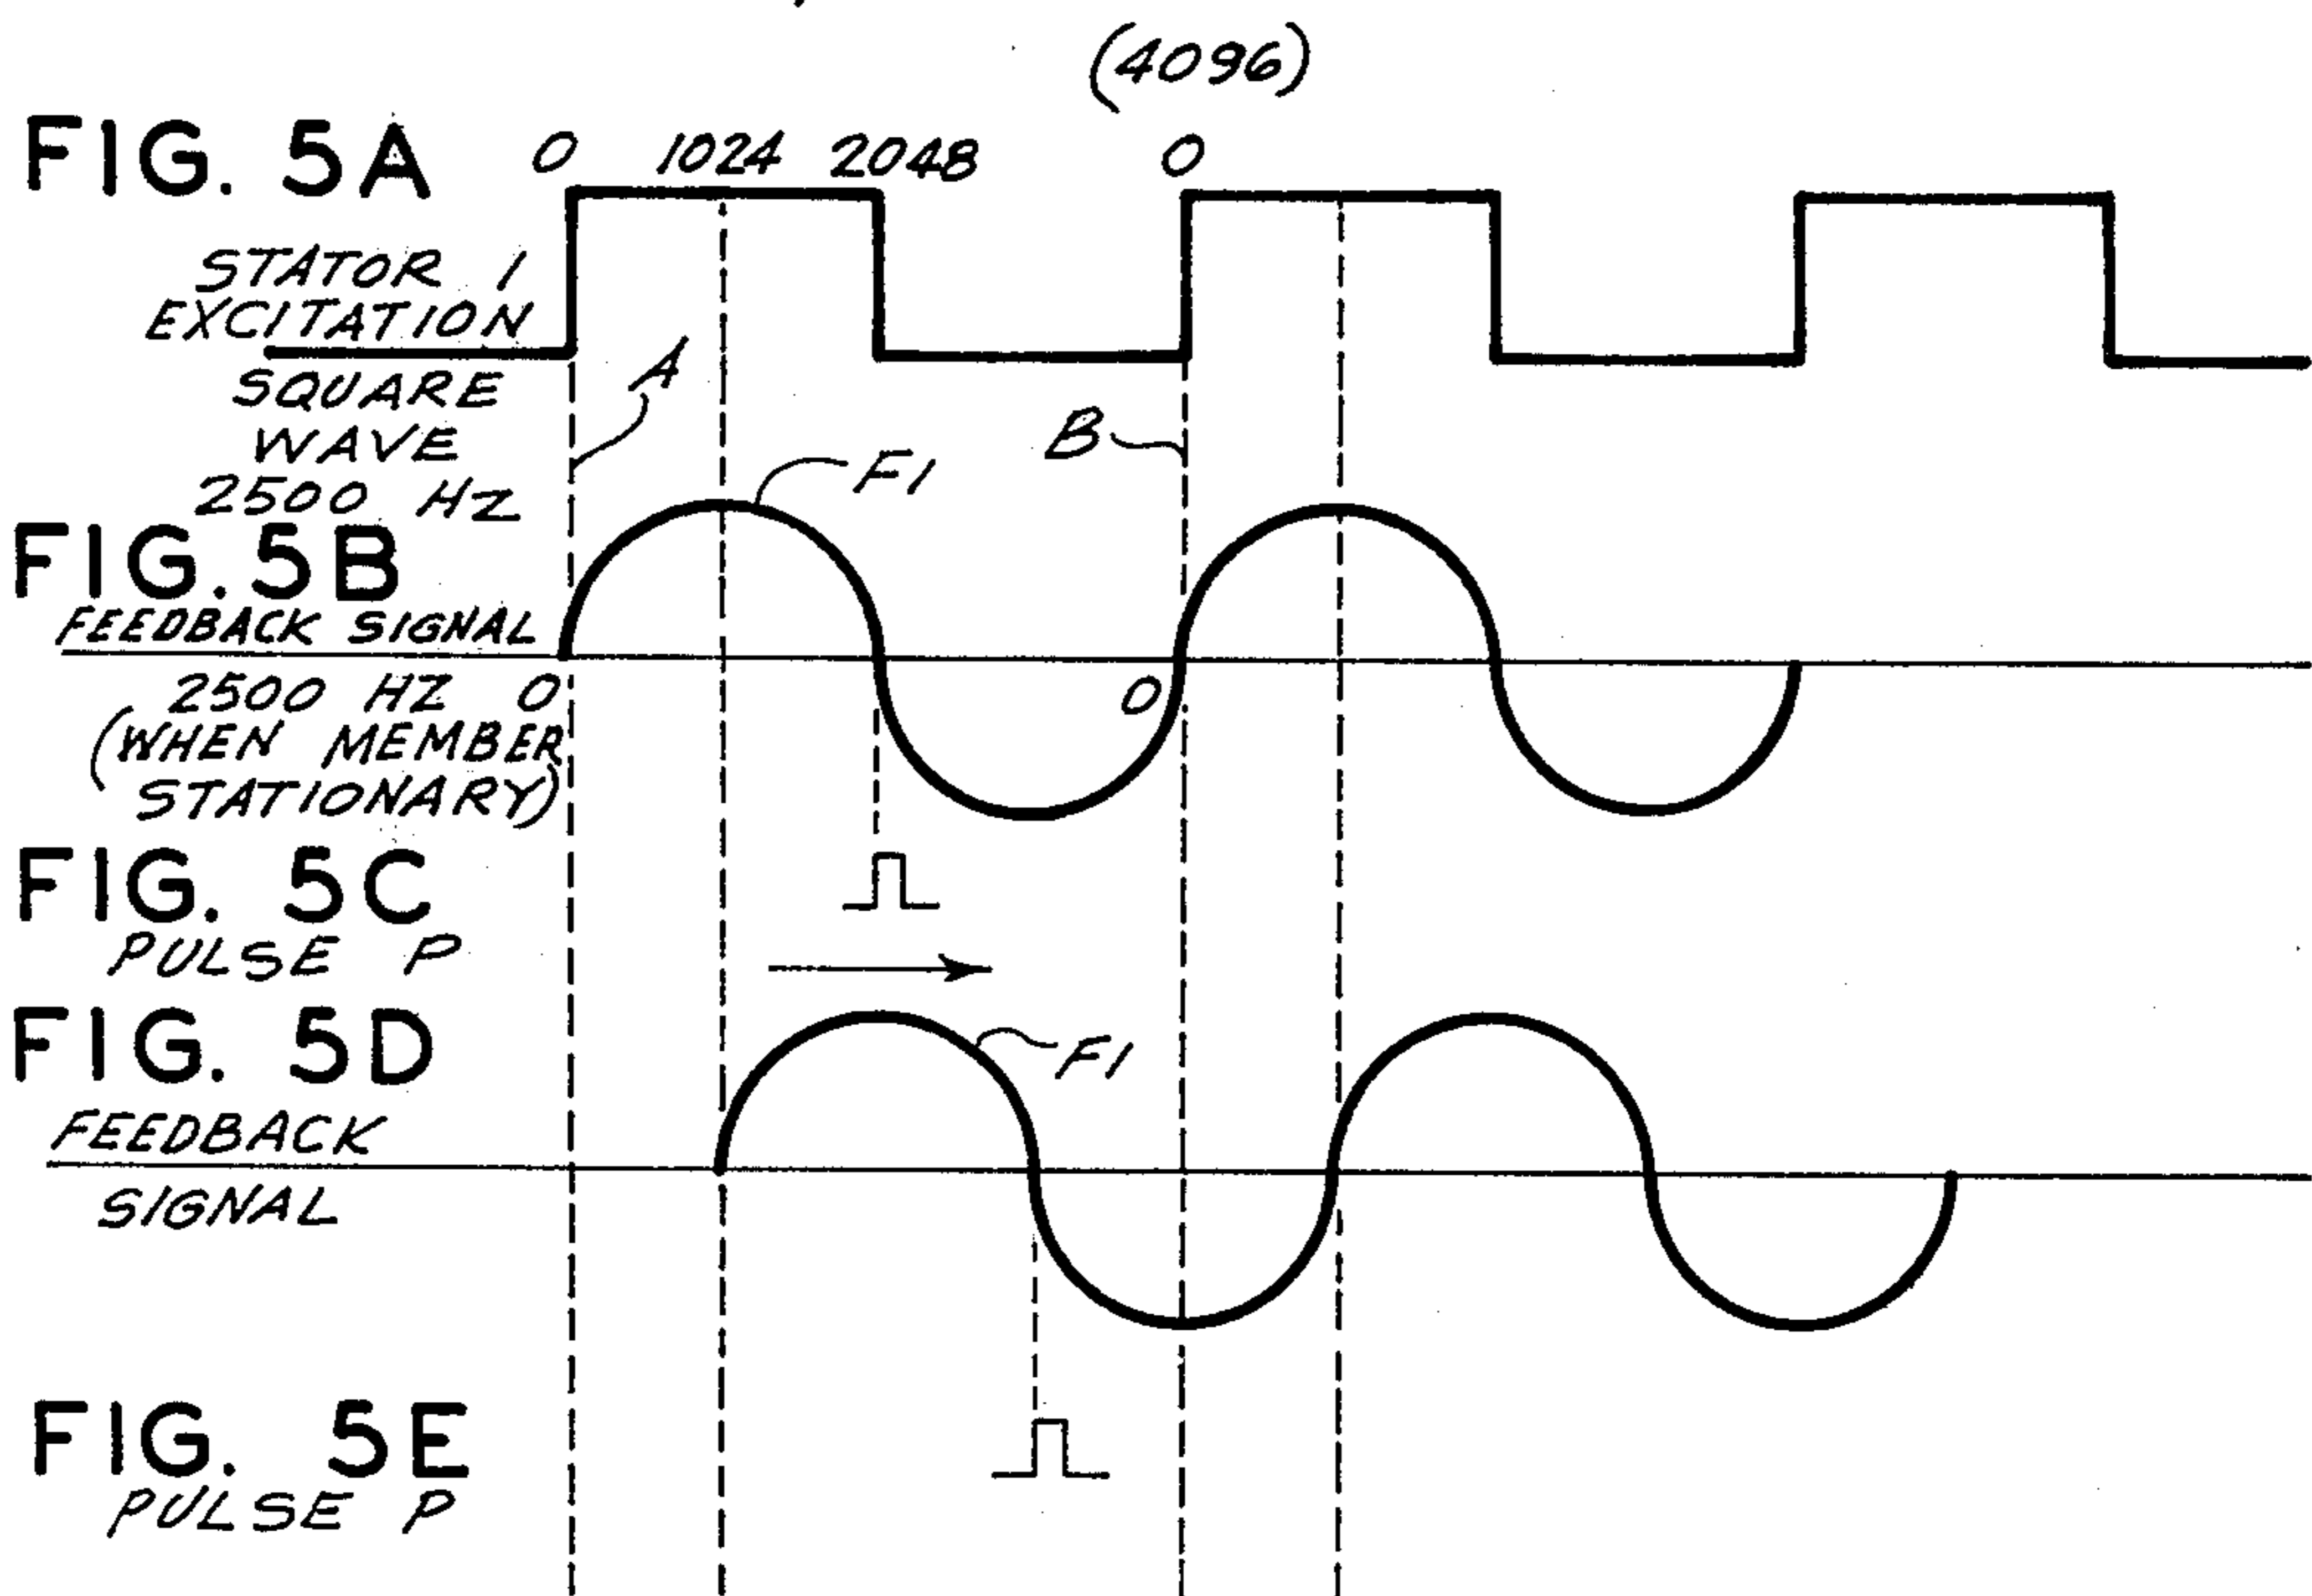 (4096)
FIG. 5A 0 1024 2048 0
STATOR 1
EXCITATION
SQUARE
WAVE
2500 HZ
A
B
F1
FIG. 5B
FEEDBACK SIGNAL
2500 HZ 0 0
(WHEN MEMBER
STATIONARY)
FIG. 5C
PULSE P
FIG. 5D
F1
FEEDBACK
SIGNAL
FIG. 5E
PULSE P